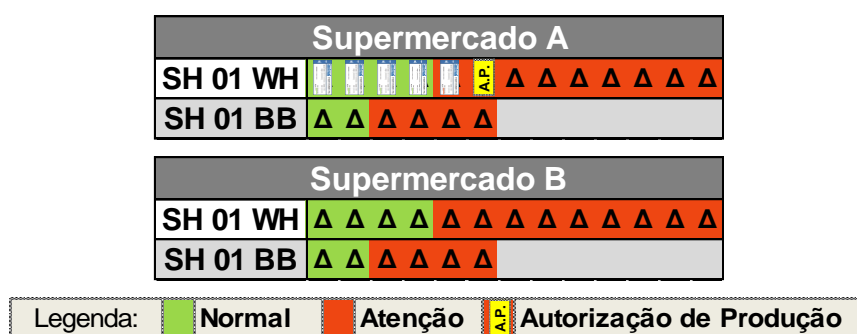 Supermercado A
SH 01 WH A.P. Δ Δ Δ Δ Δ Δ Δ
SH 01 BB Δ Δ Δ Δ Δ Δ
Supermercado B
SH 01 WH Δ Δ Δ Δ Δ Δ Δ Δ Δ Δ Δ Δ Δ
SH 01 BB Δ Δ Δ Δ Δ Δ
Legenda: Normal Atenção A.P. Autorização de Produção